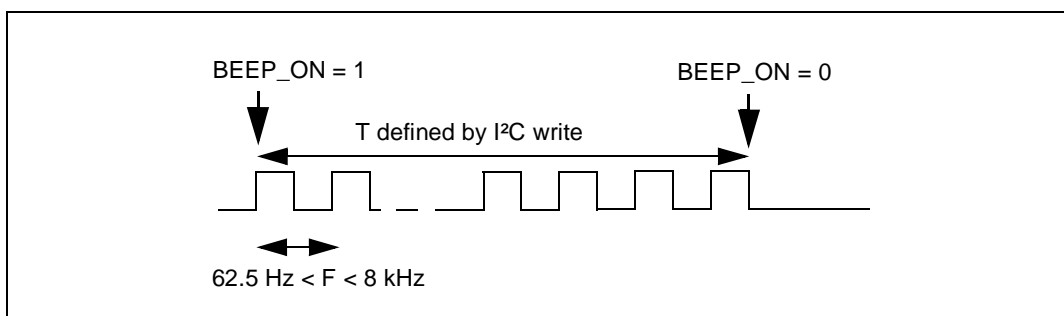 BEEP_ON = 1
BEEP_ON = 0
T defined by I²C write
62.5 Hz < F < 8 kHz